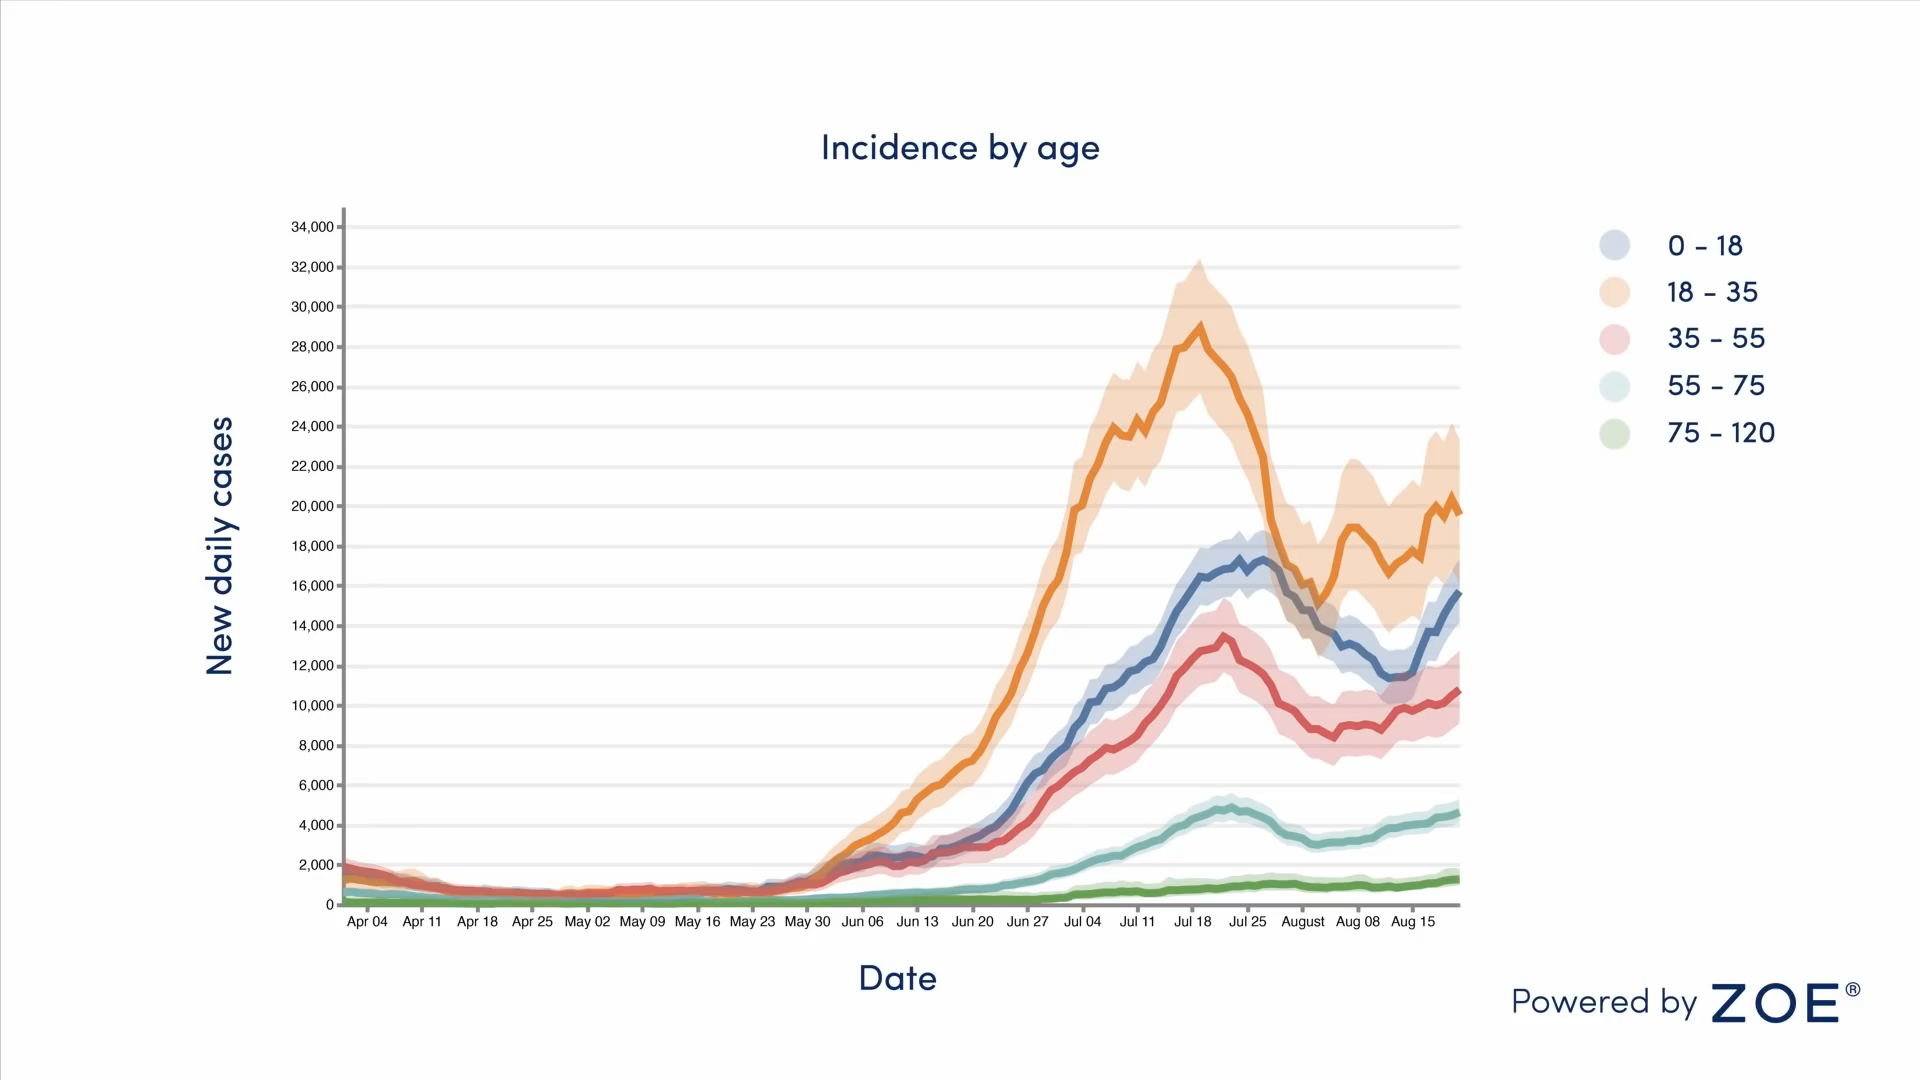 Incidence by age
34,000
32,000
30,000
28,000
26,000
24,000
22,000
20,000
18,000
16,000
14,000
12,000
10,000
8,000
6,000
4,000
2,000
0
New daily cases
Apr 04 Apr 11 Apr 18 Apr 25 May 02 May 09 May 16 May 23 May 30 Jun 06 Jun 13 Jun 20 Jun 27 Jul 04 Jul 11 Jul 18 Jul 25 August Aug 08 Aug 15
Date
0 - 18
18 - 35
35 - 55
55 - 75
75 - 120
Powered by ZOE®